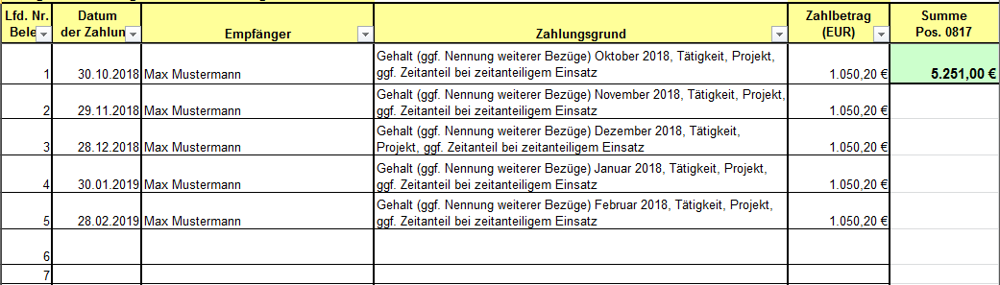 Lfd. Nr. Datum Zahlbetrag Summe
Bele der Zahlun Empfänger Zahlungsgrund (EUR) Pos. 0817
Gehalt (ggf. Nennung weiterer Bezüge) Oktober 2018, Tätigkeit, Projekt,
1 30.10.2018 Max Mustermann ggf. Zeitanteil bei zeitanteiligem Einsatz 1.050,20 € 5.251,00 €
Gehalt (ggf. Nennung weiterer Bezüge) November 2018, Tätigkeit, Projekt,
2 29.11.2018 Max Mustermann ggf. Zeitanteil bei zeitanteiligem Einsatz 1.050,20 €
Gehalt (ggf. Nennung weiterer Bezüge) Dezember 2018, Tätigkeit,
3 28.12.2018 Max Mustermann Projekt, ggf. Zeitanteil bei zeitanteiligem Einsatz 1.050,20 €
Gehalt (ggf. Nennung weiterer Bezüge) Januar 2018, Tätigkeit, Projekt,
4 30.01.2019 Max Mustermann ggf. Zeitanteil bei zeitanteiligem Einsatz 1.050,20 €
Gehalt (ggf. Nennung weiterer Bezüge) Februar 2018, Tätigkeit, Projekt,
5 28.02.2019 Max Mustermann ggf. Zeitanteil bei zeitanteiligem Einsatz 1.050,20 €
6
7